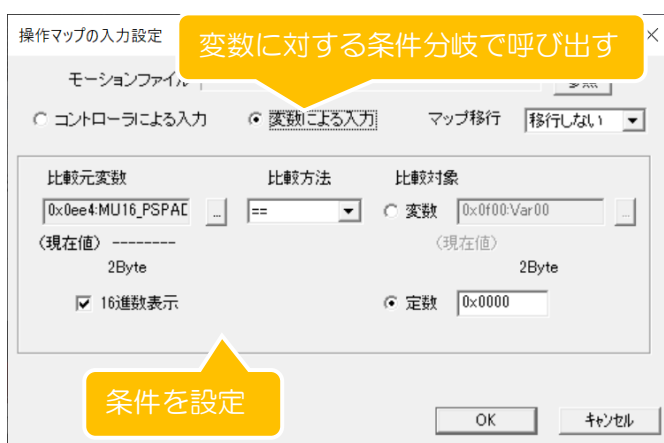 操作マップの入力設定
変数に対する条件分岐で呼び出す
モーションファイル
参照
コントローラによる入力 変数による入力 マップ移行 移行しない
比較元変数 比較方法 比較対象
0x0ee4:MU16_PSPAD ... == 変数 0x0f00:Var00 ...
(現在値) -------- (現在値)
2Byte 2Byte
16進数表示 定数 0x0000
条件を設定
OK キャンセル